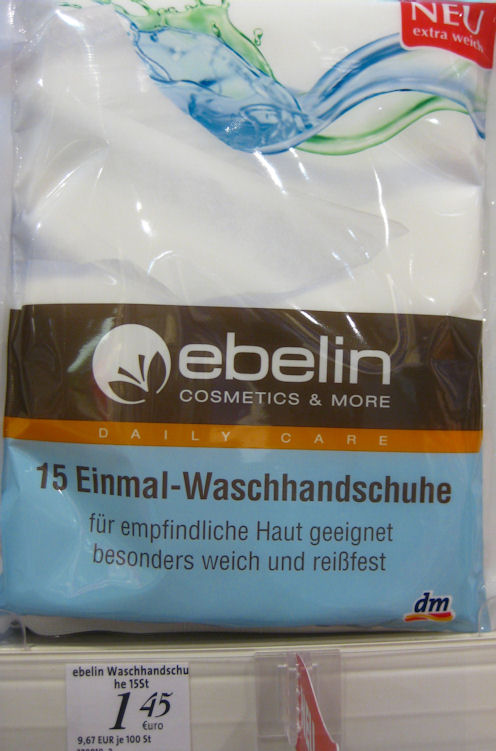 NEU
extra weich
ebelin
COSMETICS & MORE
DAILY CARE
15 Einmal-Waschhandschuhe
für empfindliche Haut geeignet
besonders weich und reißfest
dm
ebelin Waschhandschu
he 15St
1 45
€uro
9,67 EUR je 100 St